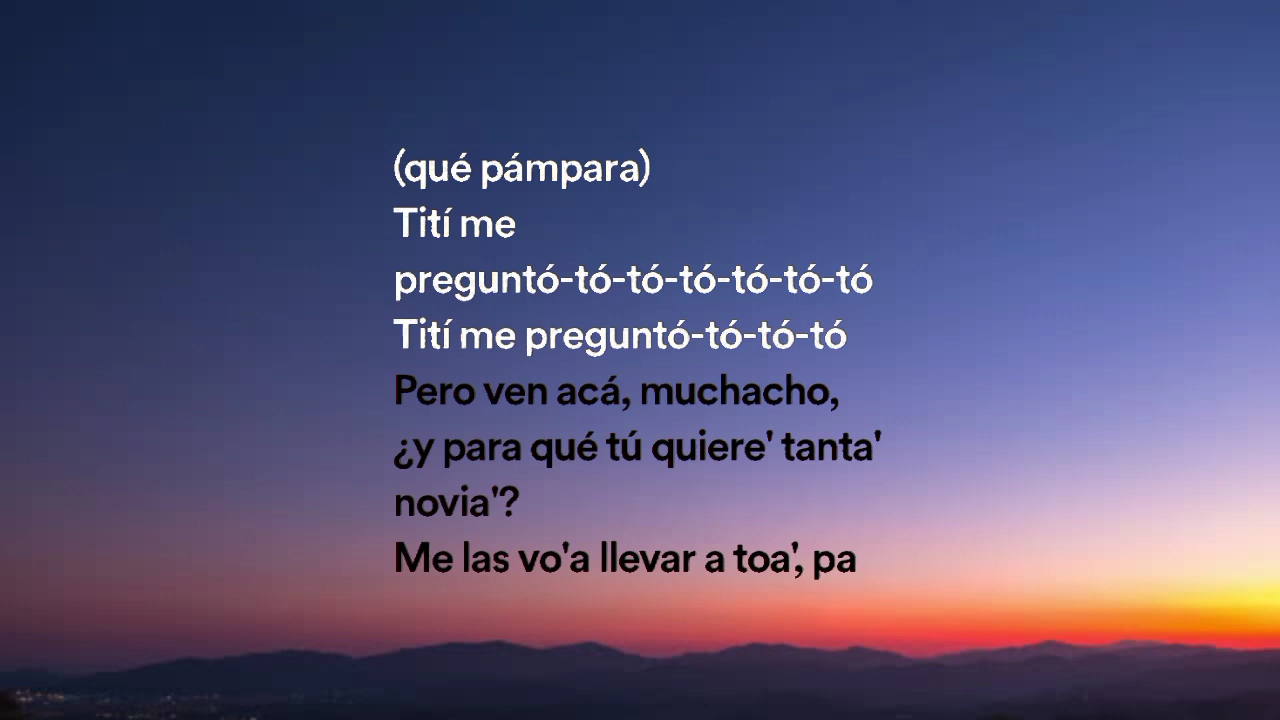 (qué pámpara)
Tití me
preguntó-tó-tó-tó-tó-tó-tó
Tití me preguntó-tó-tó-tó
Pero ven acá, muchacho,
¿y para qué tú quiere' tanta'
novia'?
Me las vo'a llevar a toa', pa